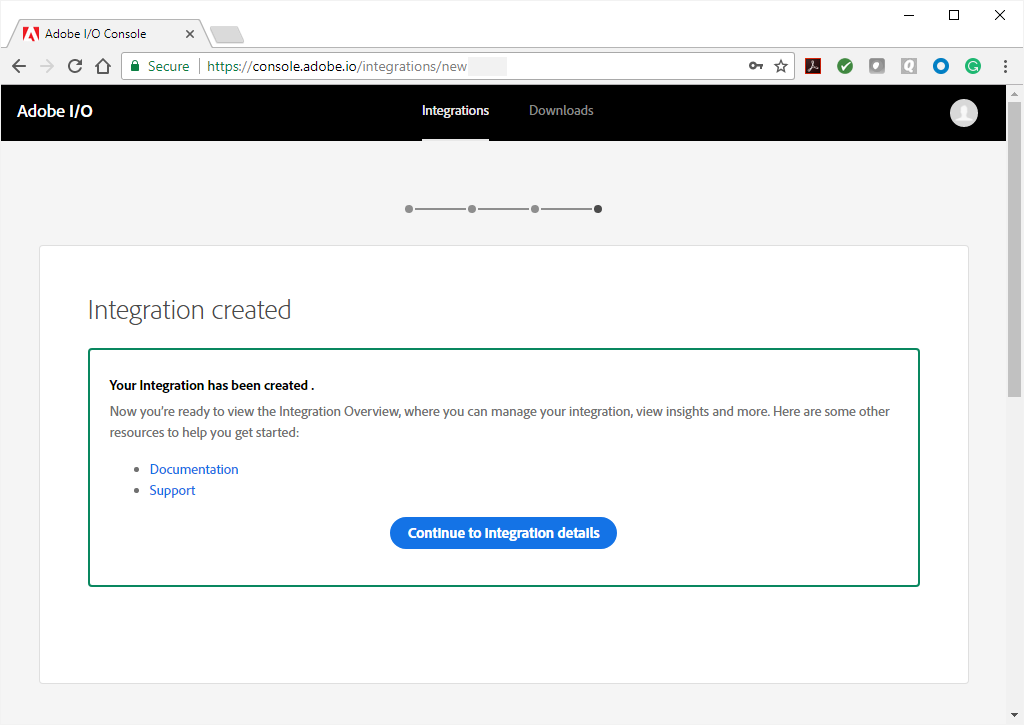 Adobe I/O Console
Secure
https://console.adobe.io/integrations/new
Adobe I/O
Integrations
Downloads
Integration created
Your Integration has been created .
Now you're ready to view the Integration Overview, where you can manage your integration, view insights and more. Here are some other
resources to help you get started:
Documentation
Support
Continue to integration details